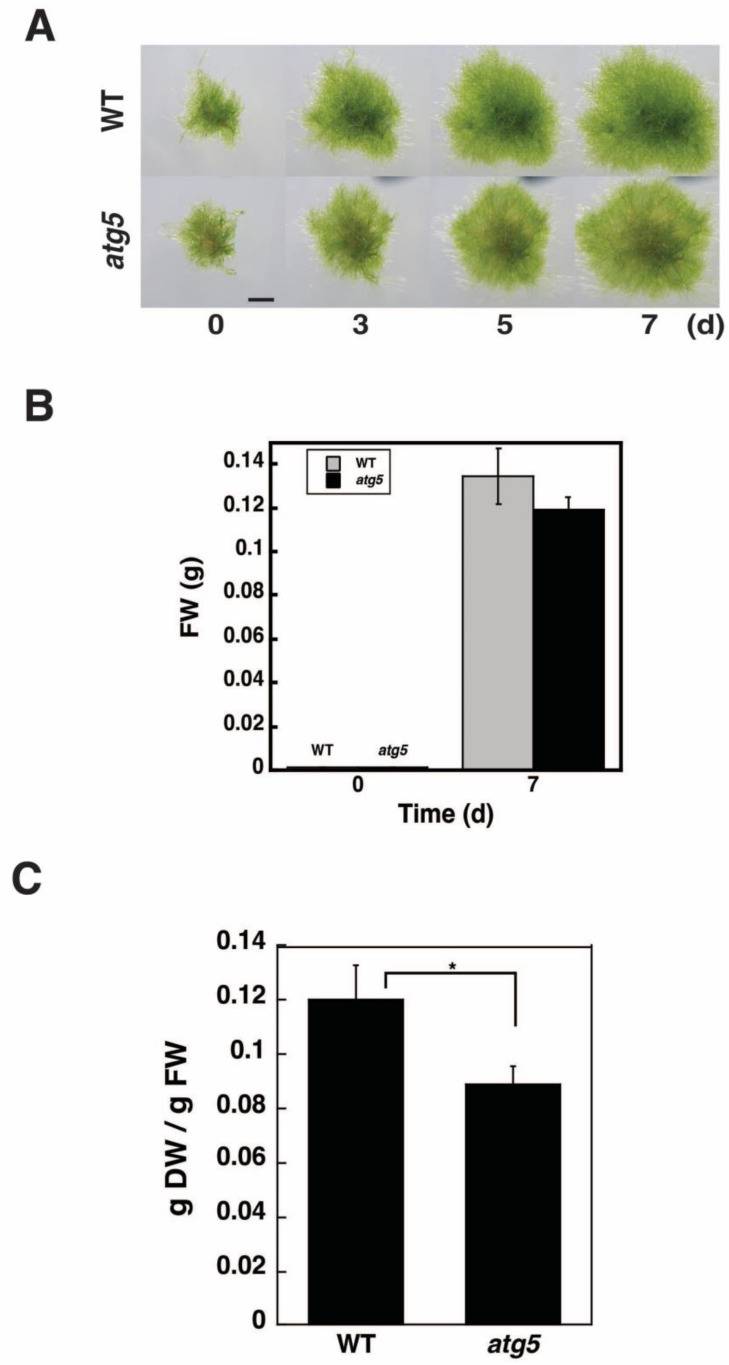 A
WT
atg5
0 3 5 7 (d)
B
0.14
0.12
0.1
0.08
0.06
0.04
0.02
0
FW (g)
WT
atg5
WT atg5
0 7
Time (d)
C
0.14
0.12
0.1
0.08
0.06
0.04
0.02
0
g DW / g FW
*
WT atg5